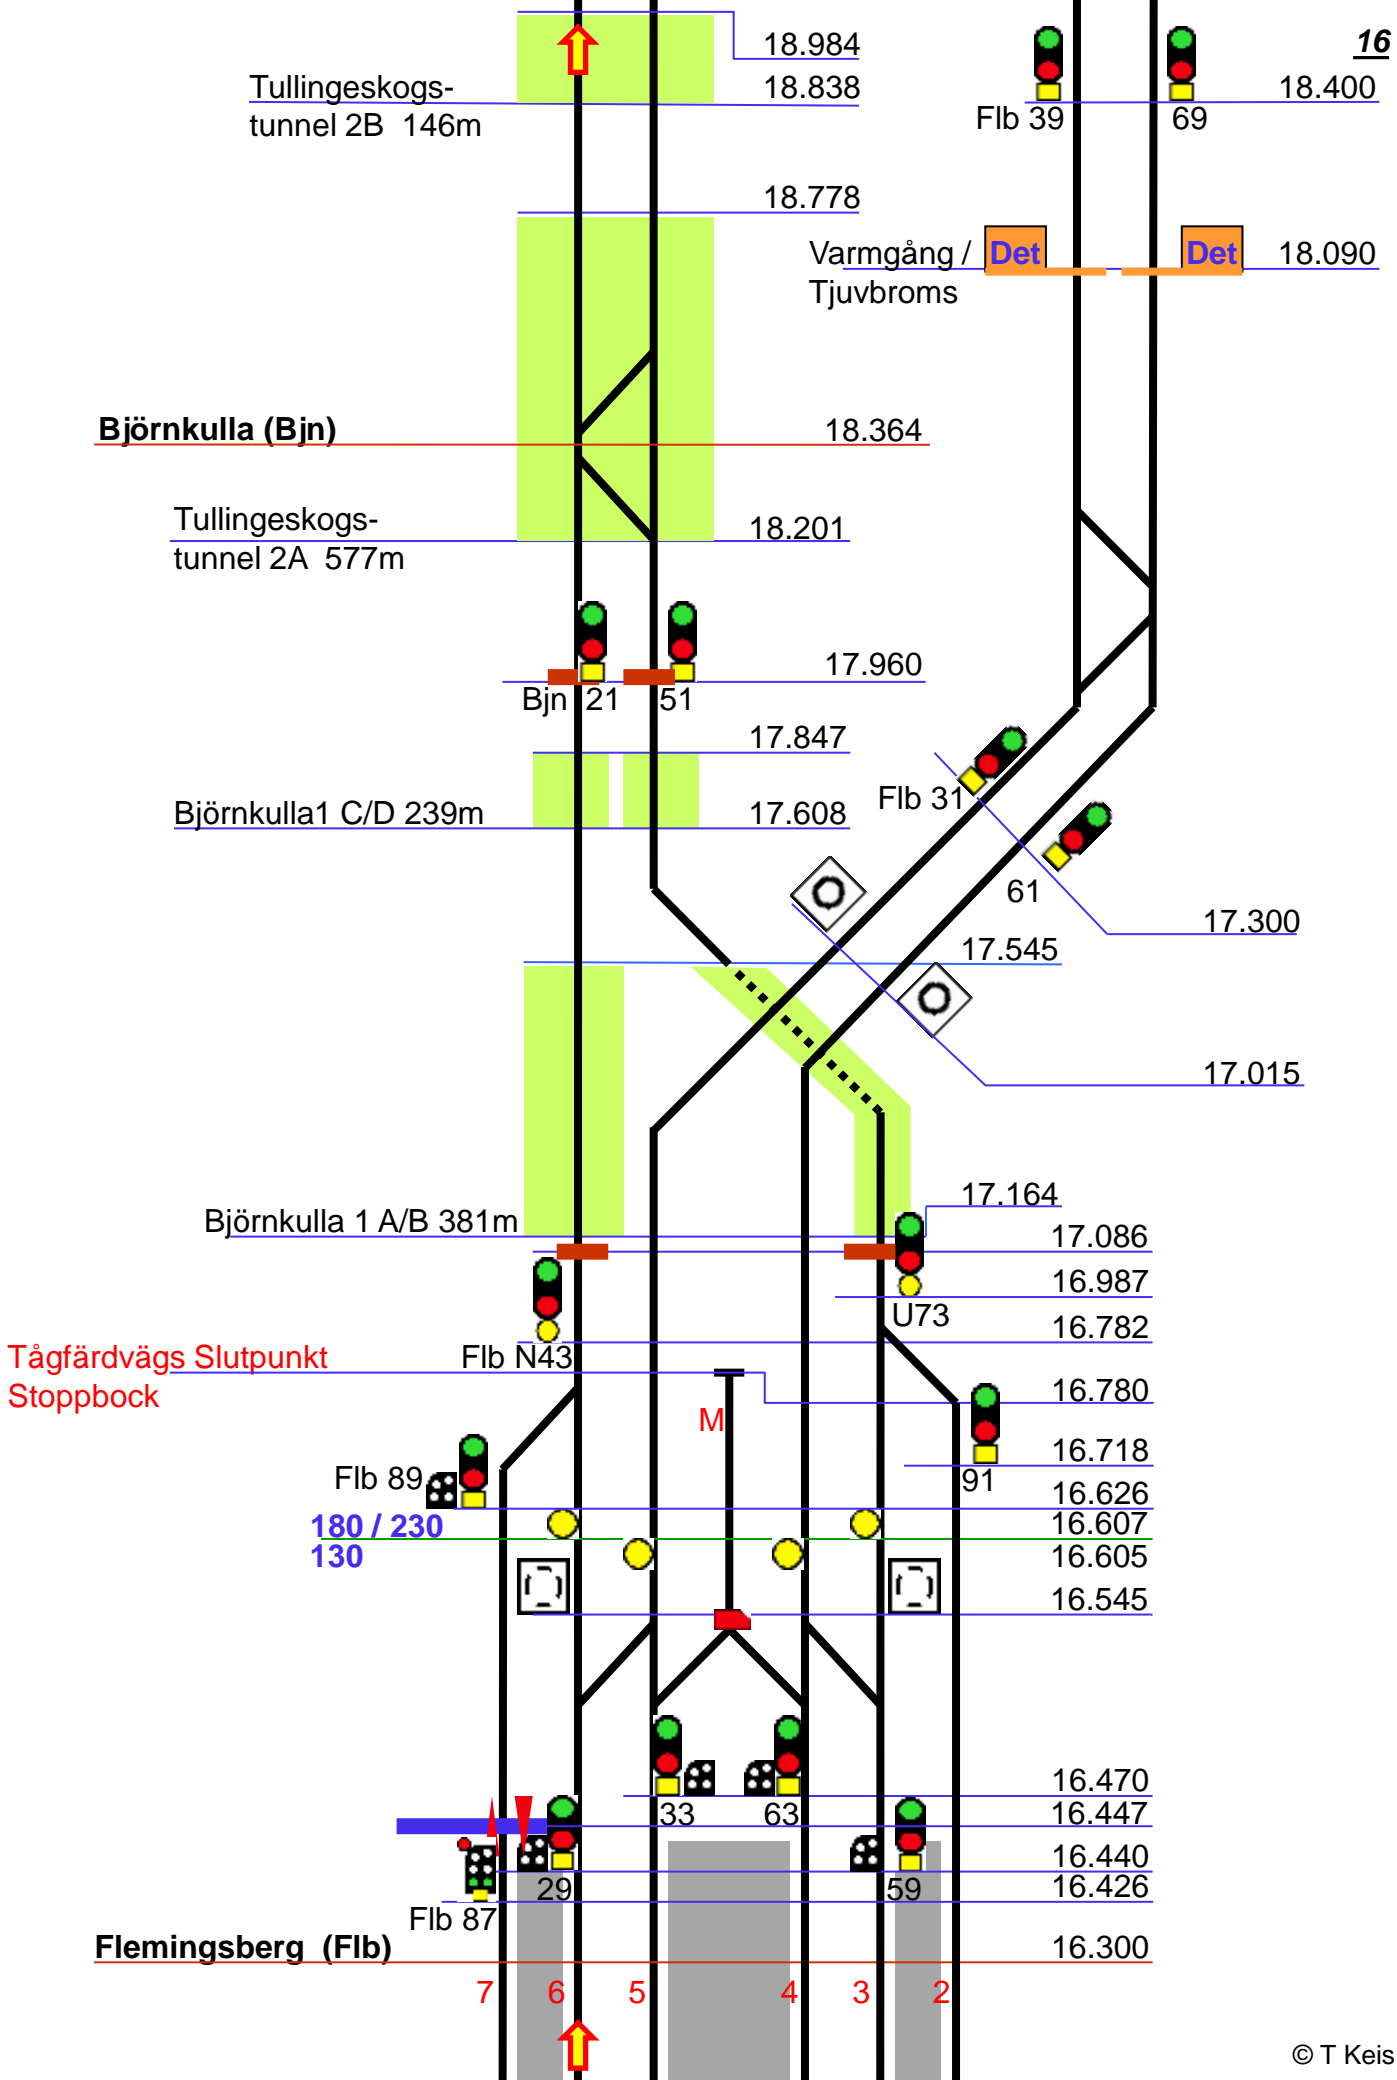 18.984
16
Tullingeskogs-
18.838
18.400
tunnel 2B 146m
Flb 39
69
18.778
Varmgång /
Det
Det
18.090
Tjuvbroms
Björnkulla (Bjn)
18.364
Tullingeskogs-
18.201
tunnel 2A 577m
17.960
Bjn 21
51
17.847
Flb 31
Björnkulla1 C/D 239m
17.608
61
17.300
17.545
17.015
17.164
Björnkulla 1 A/B 381m
17.086
16.987
U73
16.782
Tågfärdvägs Slutpunkt
Flb N43
Stoppbock
16.780
M
16.718
Flb 89
91
16.626
180 / 230
16.607
130
16.605
16.545
16.470
33
63
16.447
16.440
29
59
16.426
Flb 87
Flemingsberg (Flb)
16.300
7
6
5
4
3
2
© T Keis